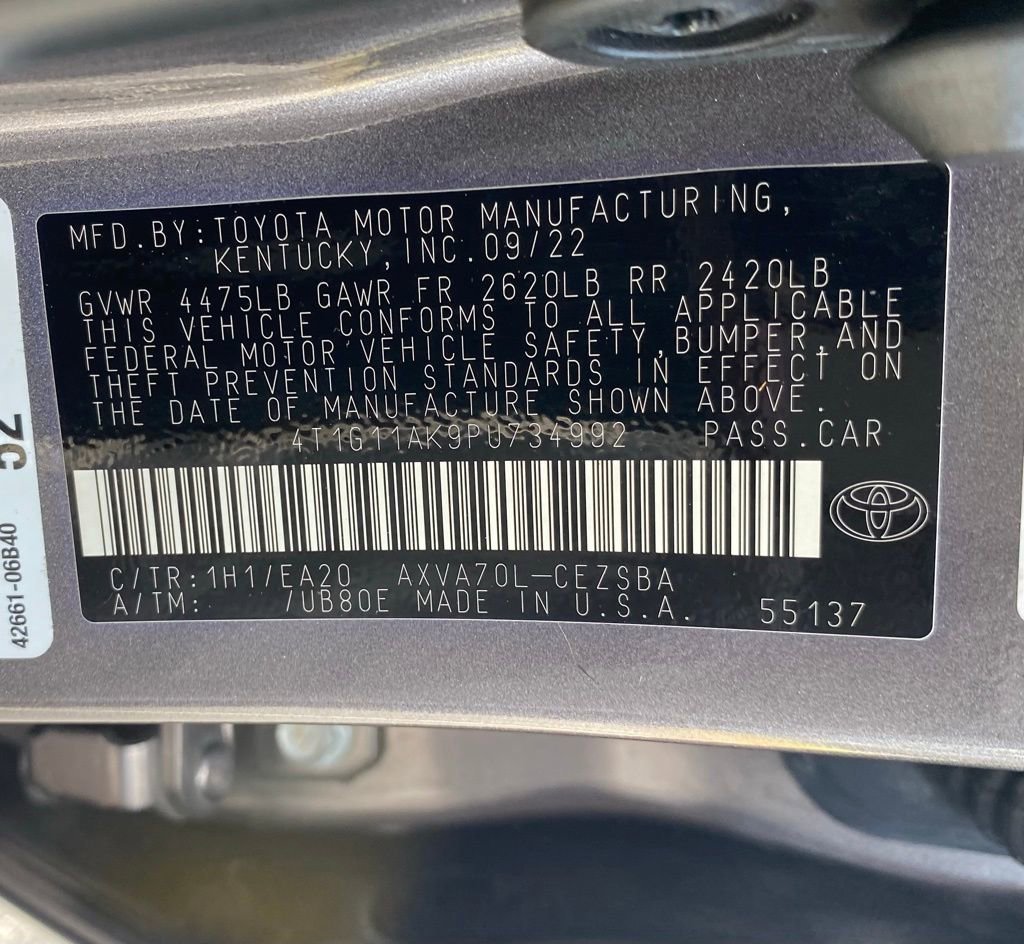 MFD.BY:TOYOTA MOTOR MANUFACTURING,
KENTUCKY,INC.09/22
GVWR 4475LB GAWR FR 2620LB RR 2420LB
THIS VEHICLE CONFORMS TO ALL APPLICABLE
FEDERAL MOTOR VEHICLE SAFETY,BUMPER,AND
THEFT PREVENTION STANDARDS IN EFFECT ON
THE DATE OF MANUFACTURE SHOWN ABOVE.
4T1G11AK9PU734992 PASS.CAR
C/TR:1H1/EA20 AXVA70L-CEZSBA
A/TM: /UB80E MADE IN U.S.A. 55137
52
42661-06B40